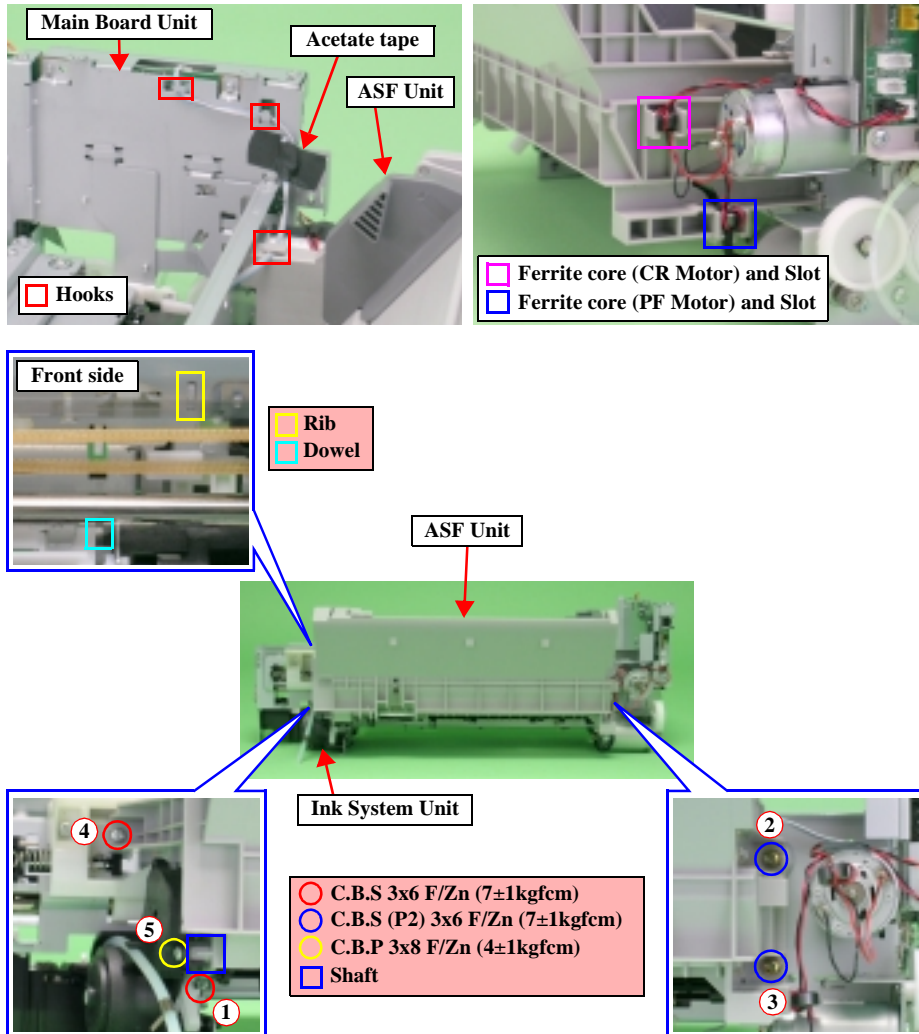 Main Board Unit
Acetate tape
ASF Unit
Hooks
Ferrite core (CR Motor) and Slot
Ferrite core (PF Motor) and Slot
Front side
Rib
Dowel
ASF Unit
Ink System Unit
4
5
1
C.B.S 3x6 F/Zn (7±1kgfcm)
C.B.S (P2) 3x6 F/Zn (7±1kgfcm)
C.B.P 3x8 F/Zn (4±1kgfcm)
Shaft
2
3